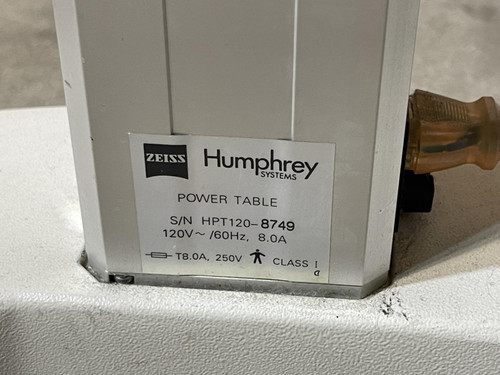 ZEISS
Humphrey
SYSTEMS
POWER TABLE
S/N HPT120-8749
120V~ /60Hz, 8.0A
T8.0A, 250V CLASS I